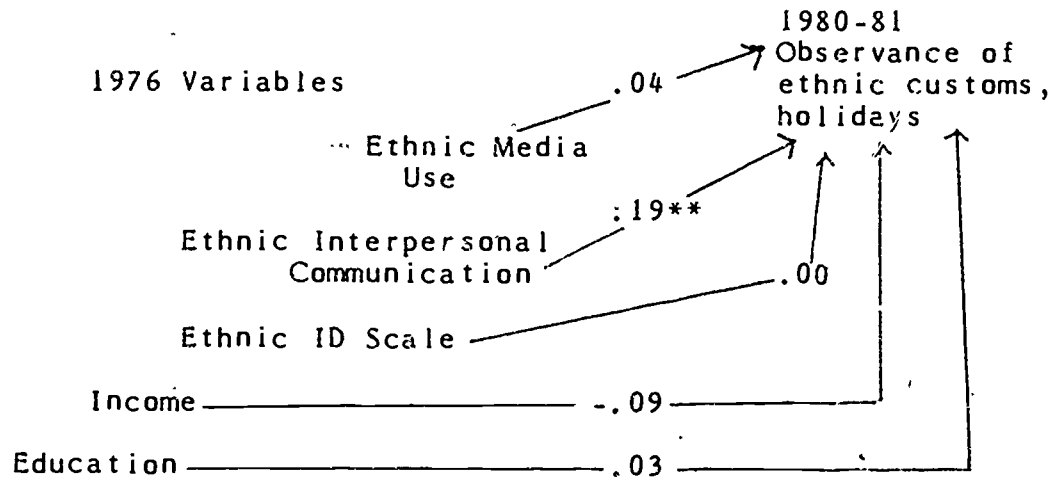 1980-81
Observance of
ethnic customs,
holidays
1976 Variables
.04
Ethnic Media
Use
:19**
Ethnic Interpersonal
Communication
.00
Ethnic ID Scale
Income
-.09
Education
.03